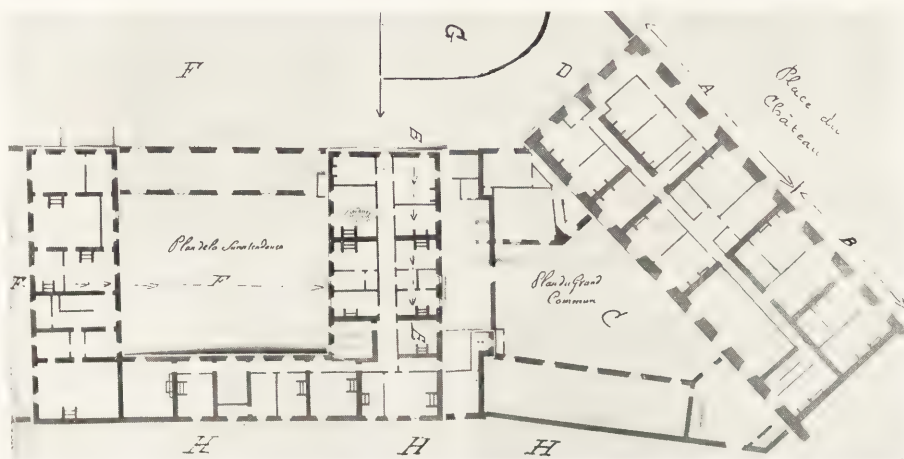 F
G
D
A
Place du
Château
E
B
Plan de la Surintendance
F
F
Plan du Grand
Commun
C
E
H
H
H